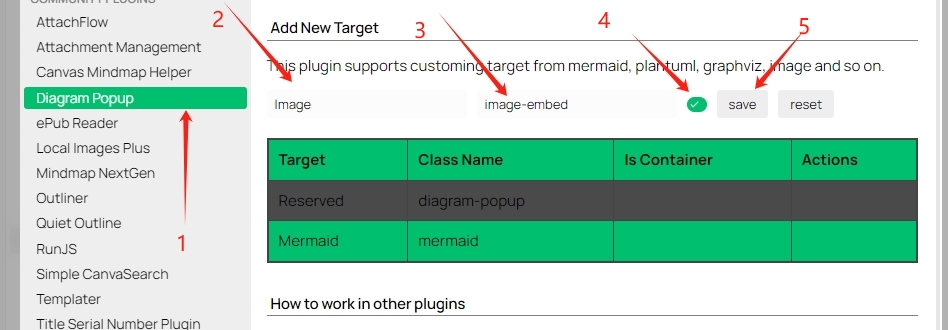 COMMUNITY PLUGINS
AttachFlow
Attachment Management
Canvas Mindmap Helper
Diagram Popup
ePub Reader
Local Images Plus
Mindmap NextGen
Outliner
Quiet Outline
RunJS
Simple CanvaSearch
Templater
Title Serial Number Plugin
1
2
3
4
5
Add New Target
This plugin supports customing target from mermaid, plantuml, graphviz, image and so on.
Image image-embed save reset
Target Class Name Is Container Actions
Reserved diagram-popup
Mermaid mermaid
How to work in other plugins